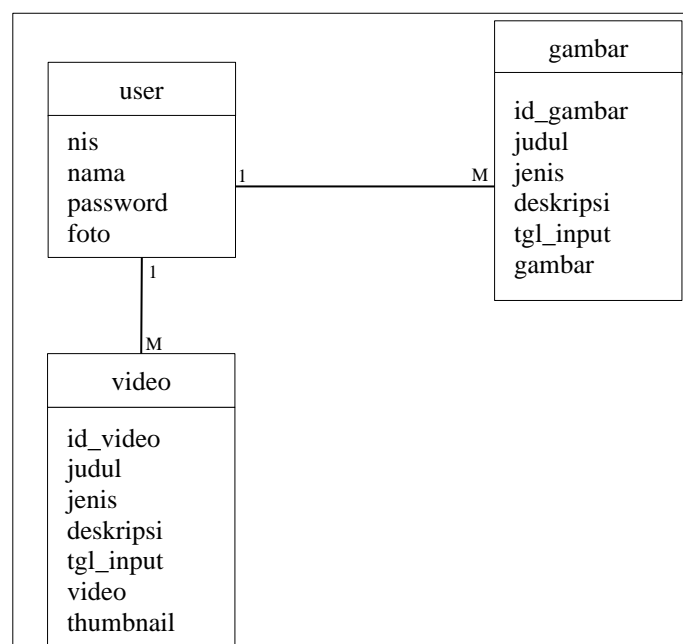 user
nis
nama
password
foto
1
M
gambar
id_gambar
judul
jenis
deskripsi
tgl_input
gambar
1
M
video
id_video
judul
jenis
deskripsi
tgl_input
video
thumbnail